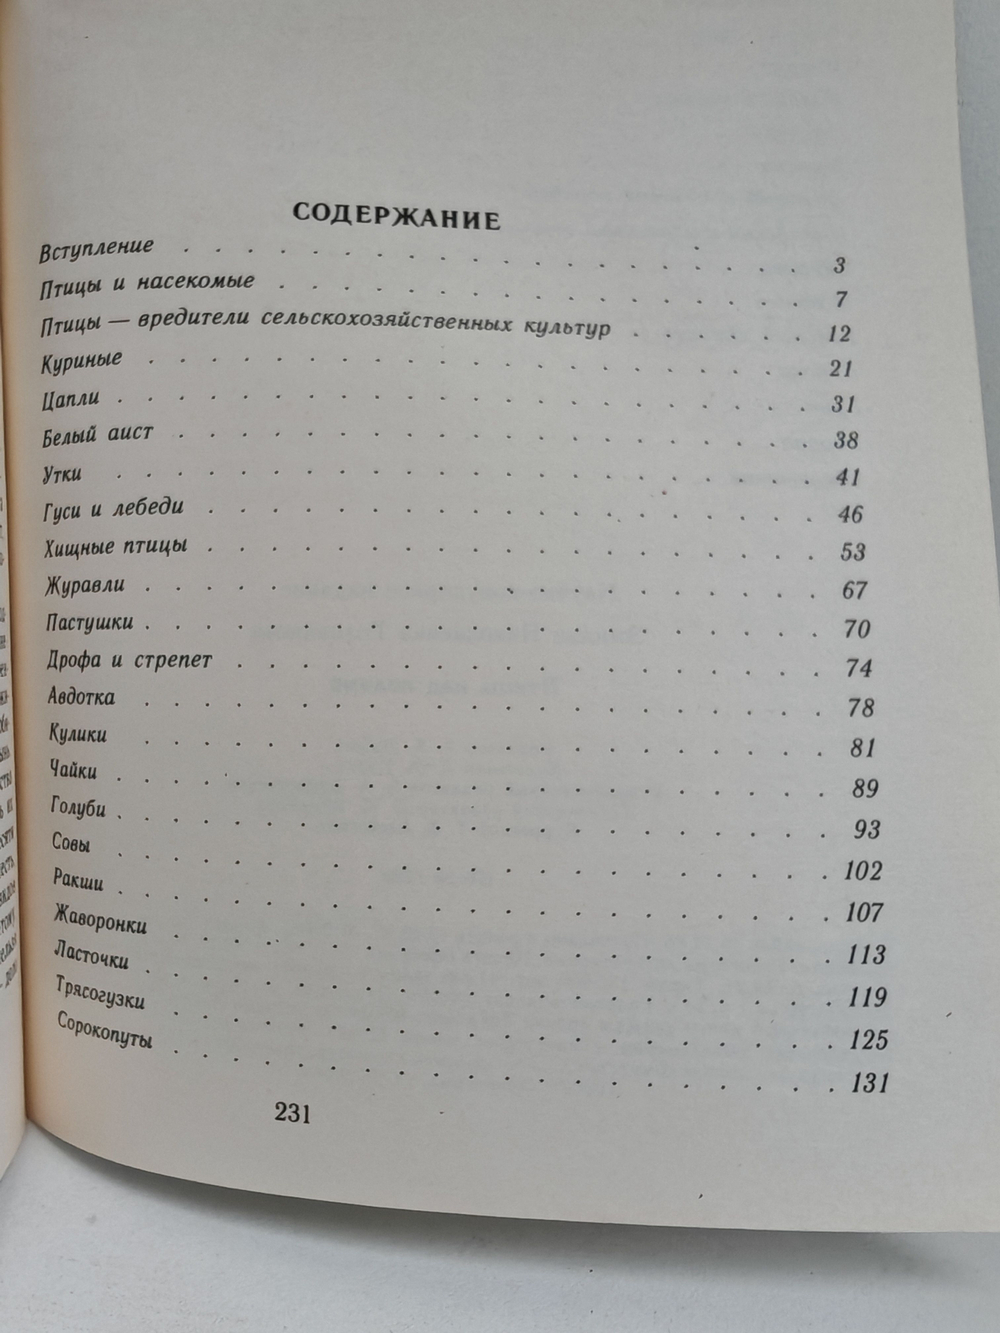 СОДЕРЖАНИЕ
Вступление . . . . . . . . . . . . . . . . . . . 3
Птицы и насекомые . . . . . . . . . . . . . . . . 7
Птицы — вредители сельскохозяйственных культур . . . . . . 12
Куриные . . . . . . . . . . . . . . . . . . . . 21
Цапли . . . . . . . . . . . . . . . . . . . . . 31
Белый аист . . . . . . . . . . . . . . . . . . . 38
Утки . . . . . . . . . . . . . . . . . . . . . 41
Гуси и лебеди . . . . . . . . . . . . . . . . . . 46
Хищные птицы . . . . . . . . . . . . . . . . . . 53
Журавли . . . . . . . . . . . . . . . . . . . . 67
Пастушки . . . . . . . . . . . . . . . . . . . . 70
Дрофа и стрепет . . . . . . . . . . . . . . . . . 74
Авдотка . . . . . . . . . . . . . . . . . . . . 78
Кулики . . . . . . . . . . . . . . . . . . . . 81
Чайки . . . . . . . . . . . . . . . . . . . . . 89
Голуби . . . . . . . . . . . . . . . . . . . . . 93
Совы . . . . . . . . . . . . . . . . . . . . . 102
Ракши . . . . . . . . . . . . . . . . . . . . . 107
Жаворонки . . . . . . . . . . . . . . . . . . . 113
Ласточки . . . . . . . . . . . . . . . . . . . . 119
Трясогузки . . . . . . . . . . . . . . . . . . . 125
Сорокопуты . . . . . . . . . . . . . . . . . . . 131
231